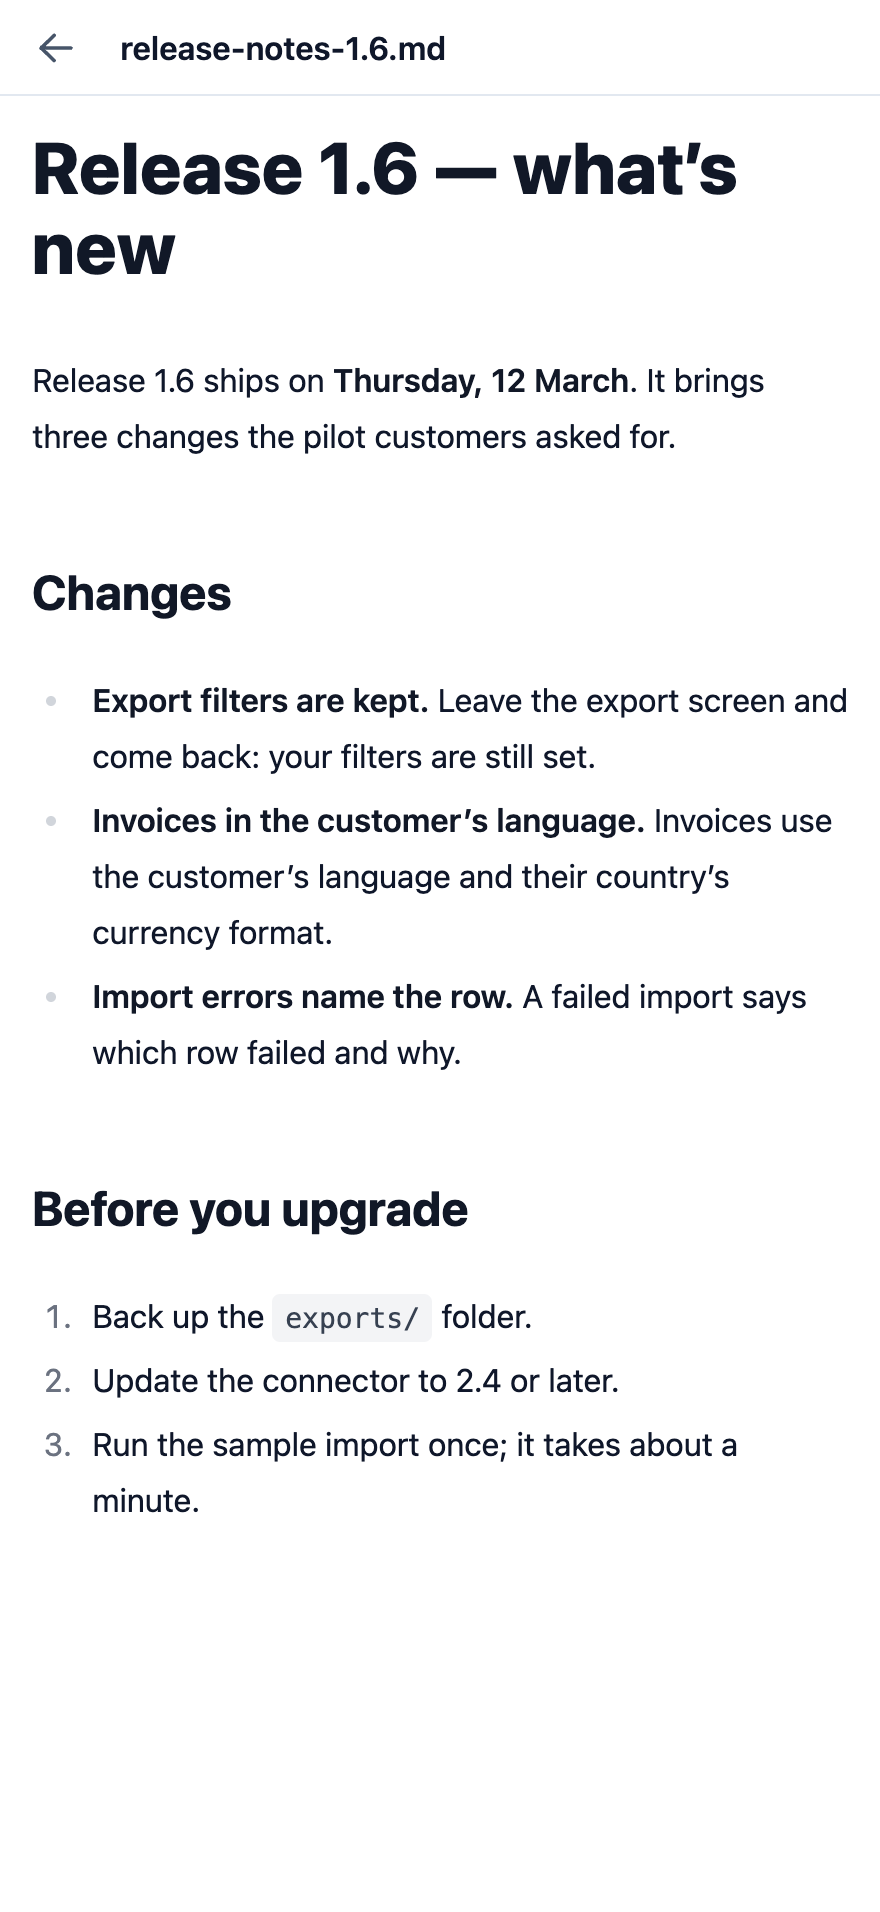 release-notes-1.6.md
Release 1.6 — what’s
new
Release 1.6 ships on Thursday, 12 March. It brings
three changes the pilot customers asked for.
Changes
• Export filters are kept. Leave the export screen and
come back: your filters are still set.
• Invoices in the customer’s language. Invoices use
the customer’s language and their country’s
currency format.
• Import errors name the row. A failed import says
which row failed and why.
Before you upgrade
1. Back up the exports/ folder.
2. Update the connector to 2.4 or later.
3. Run the sample import once; it takes about a
minute.